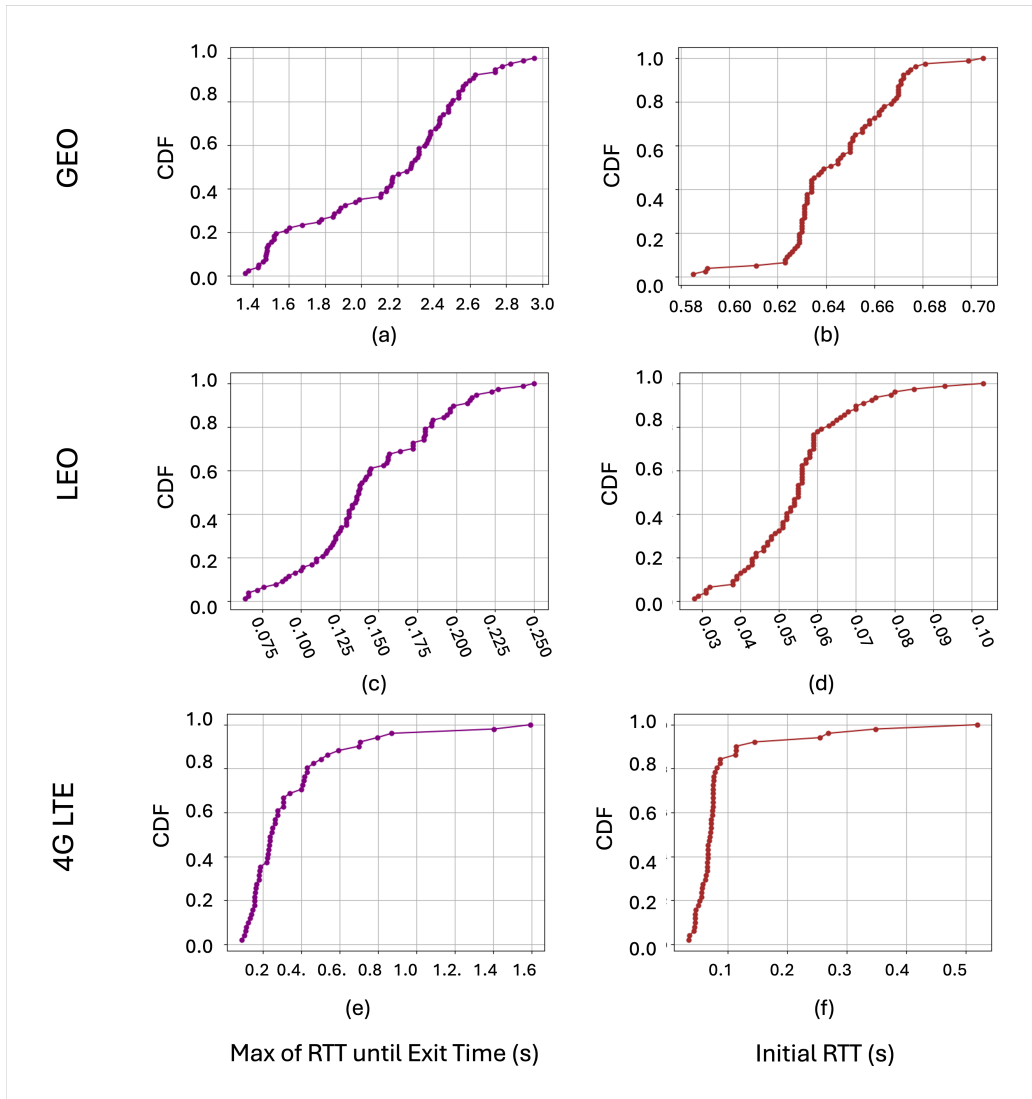 GEO
CDF
1.0
0.8
0.6
0.4
0.2
0.0
1.4 1.6 1.8 2.0 2.2 2.4 2.6 2.8 3.0
(a)
CDF
1.0
0.8
0.6
0.4
0.2
0.0
0.58 0.60 0.62 0.64 0.66 0.68 0.70
(b)
LEO
CDF
1.0
0.8
0.6
0.4
0.2
0.0
0.075 0.100 0.125 0.150 0.175 0.200 0.225 0.250
(c)
CDF
1.0
0.8
0.6
0.4
0.2
0.0
0.03 0.04 0.05 0.06 0.07 0.08 0.09 0.10
(d)
4G LTE
CDF
1.0
0.8
0.6
0.4
0.2
0.0
0.2 0.4. 0.6. 0.8 1.0 1.2. 1.4 1.6
(e)
CDF
1.0
0.8
0.6
0.4
0.2
0.0
0.1 0.2 0.3 0.4 0.5
(f)
Max of RTT until Exit Time (s)
Initial RTT (s)